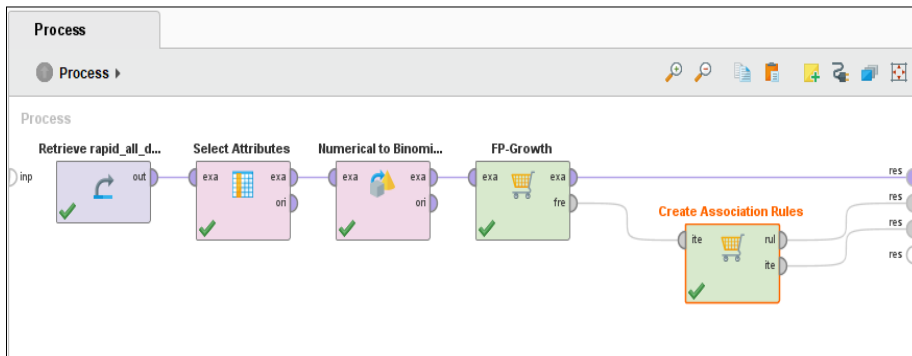 Process
Process
Process
Retrieve rapid_all_d...
Select Attributes
Numerical to Binomi...
FP-Growth
inp
out
exa
exa
ori
exa
exa
ori
exa
exa
fre
res
res
res
res
Create Association Rules
ite
rul
ite